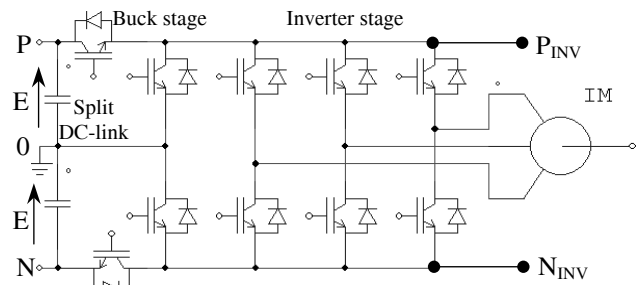 Buck stage
Inverter stage
P
P_INV
E
Split
DC-link
IM
0
E
N
N_INV